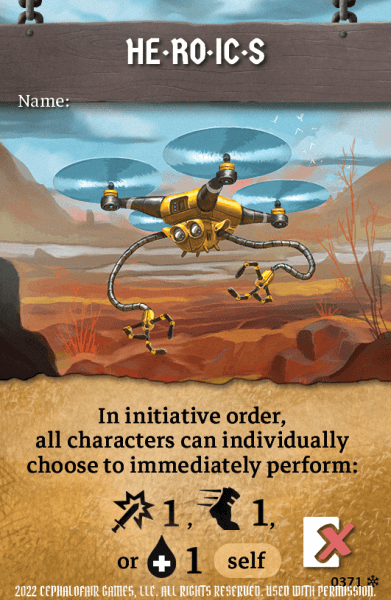 HE·RO·IC·S
Name:
In initiative order,
all characters can individually
choose to immediately perform:
1, 1,
or 1 self
0371
2022 CEPHALOFAIR GAMES, LLC. ALL RIGHTS RESERVED. USED WITH PERMISSION.